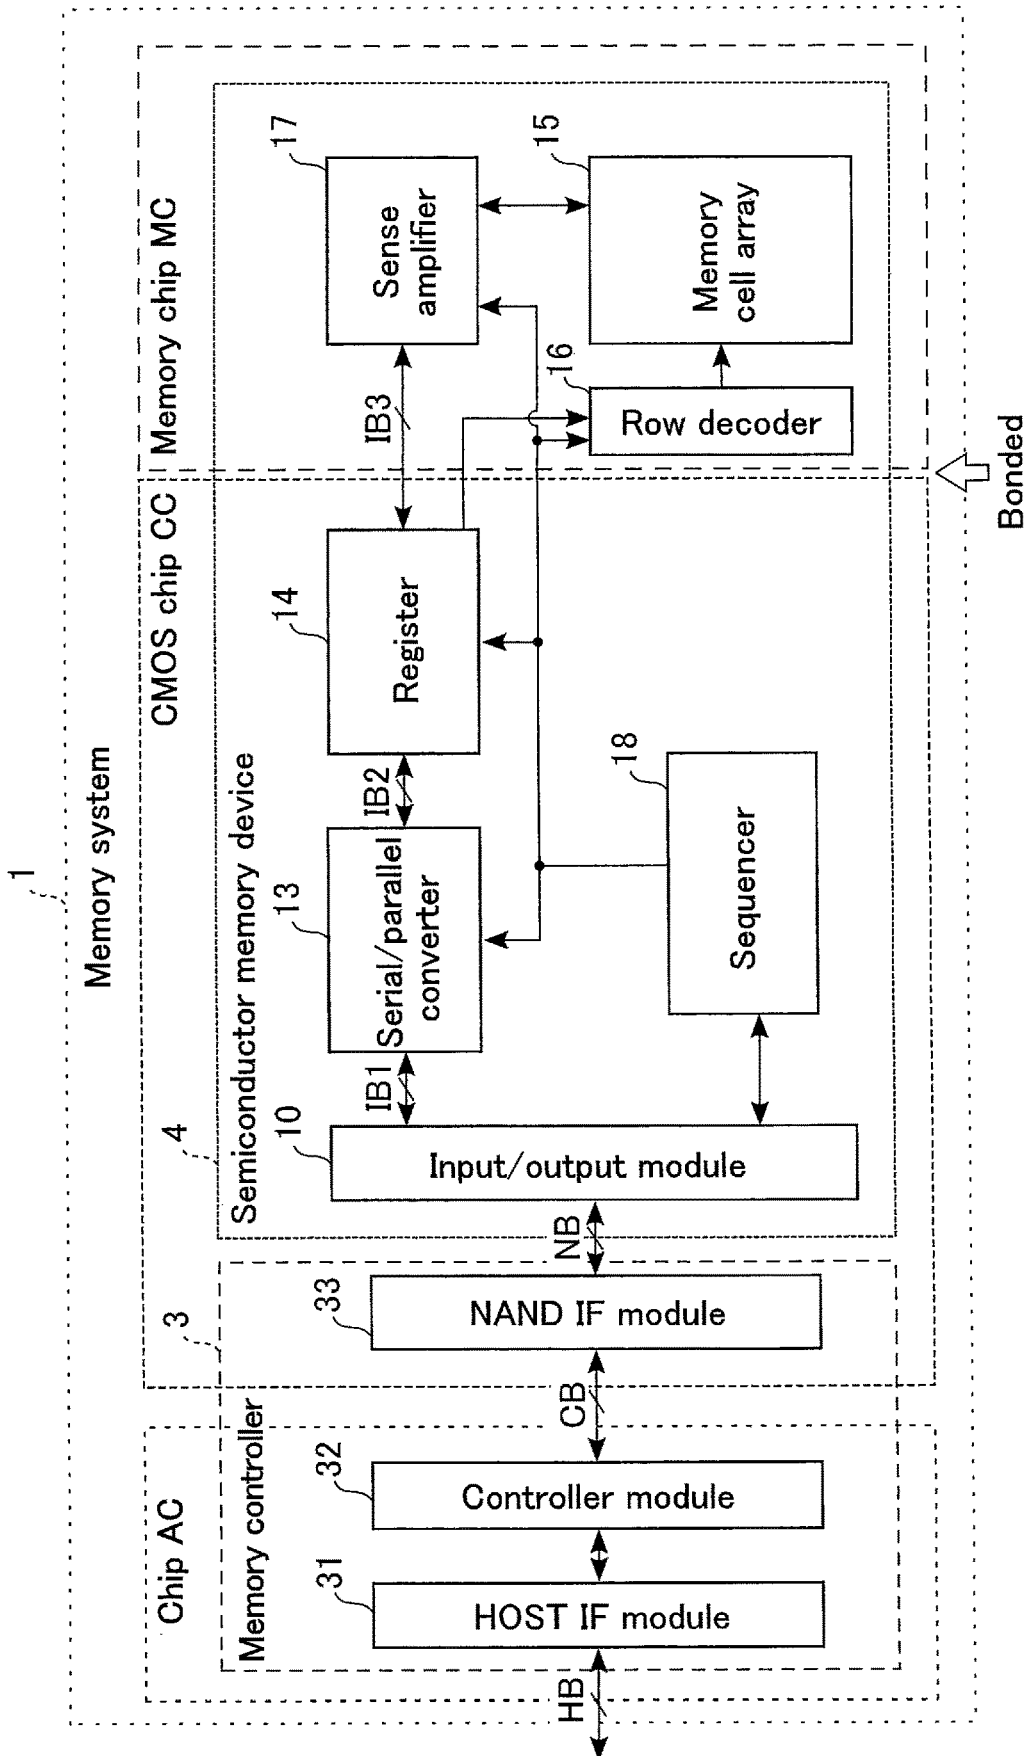 1
Memory system
Chip AC
CMOS chip CC
Memory chip MC
3
Memory controller
4
Semiconductor memory device
HB
31
HOST IF module
32
Controller module
CB
33
NAND IF module
NB
10
Input/output module
IB1
13
Serial/parallel
converter
IB2
14
Register
IB3
17
Sense
amplifier
18
Sequencer
16
Row decoder
15
Memory
cell array
Bonded